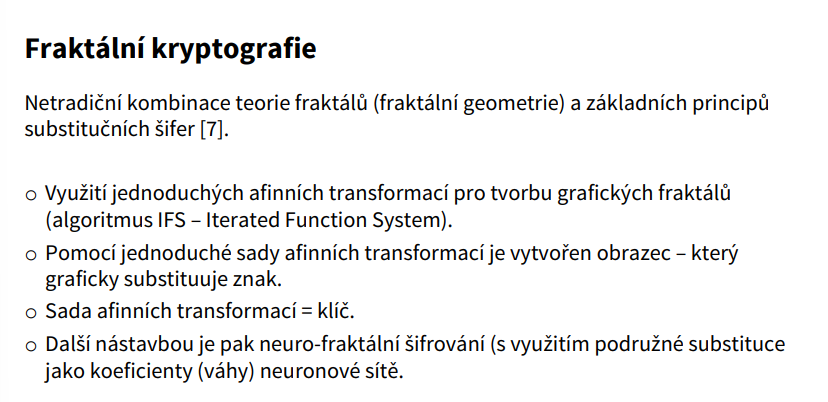 Fraktální kryptografie
Netradiční kombinace teorie fraktálů (fraktální geometrie) a základních principů
substitučních šifer [7].
○ Využití jednoduchých afinních transformací pro tvorbu grafických fraktálů
(algoritmus IFS – Iterated Function System).
○ Pomocí jednoduché sady afinních transformací je vytvořen obrazec – který
graficky substituuje znak.
○ Sada afinních transformací = klíč.
○ Další nástavbou je pak neuro-fraktální šifrování (s využitím podružné substituce
jako koeficienty (váhy) neuronové sítě.